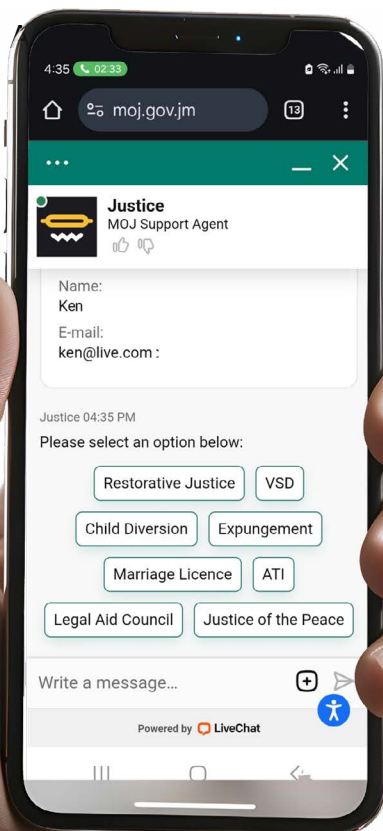 4:35 02:33
moj.gov.jm 13
Justice
MOJ Support Agent
Name:
Ken
E-mail:
ken@live.com :
Justice 04:35 PM
Please select an option below:
Restorative Justice VSD
Child Diversion Expungement
Marriage Licence ATI
Legal Aid Council Justice of the Peace
Write a message...
Powered by LiveChat